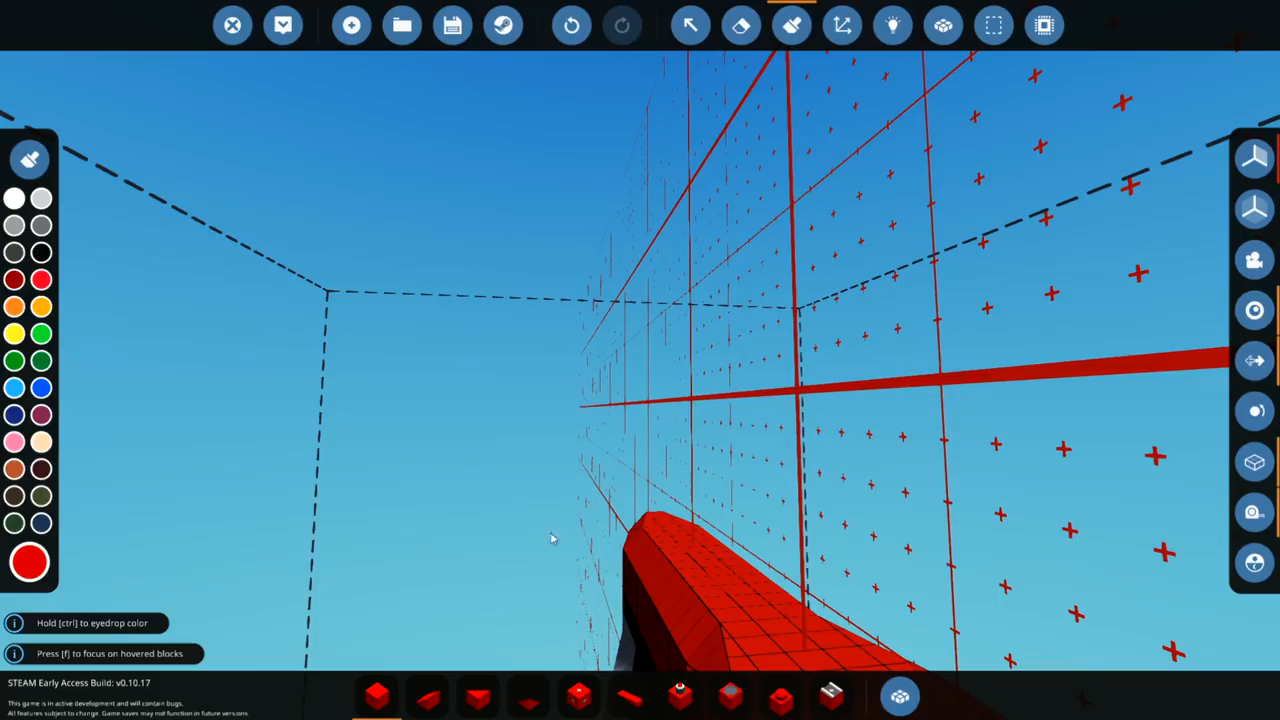 Hold [ctrl] to eyedrop color
Press [f] to focus on hovered blocks
STEAM Early Access Build: v0.10.17
This game is in active development and will contain bugs.
All features subject to change. Game saves may not function in future versions.